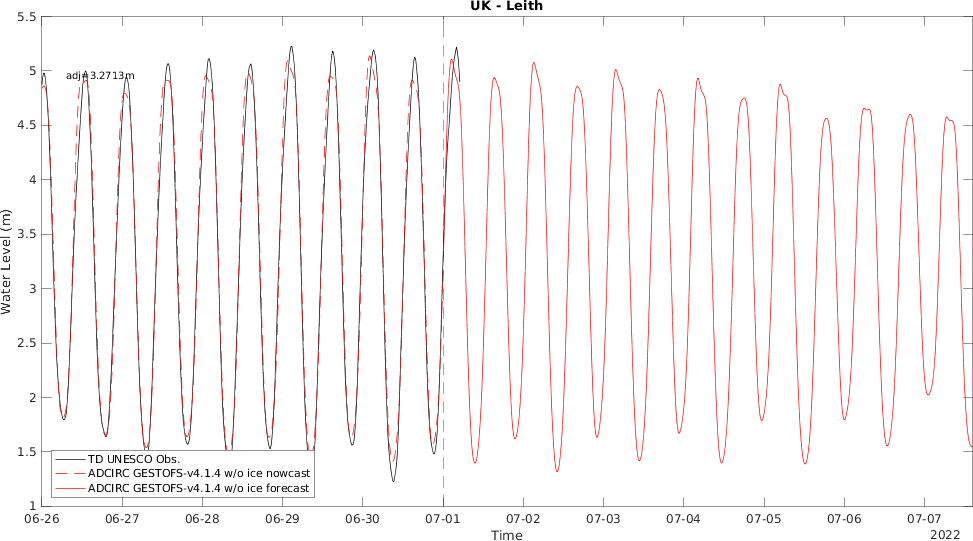 UK - Leith
5.5
5
4.5
4
3.5
3
2.5
2
1.5
1
Water Level (m)
adj=3.2713m
TD UNESCO Obs.
ADCIRC GESTOFS-v4.1.4 w/o ice nowcast
ADCIRC GESTOFS-v4.1.4 w/o ice forecast
06-26 06-27 06-28 06-29 06-30 07-01 07-02 07-03 07-04 07-05 07-06 07-07
Time
2022